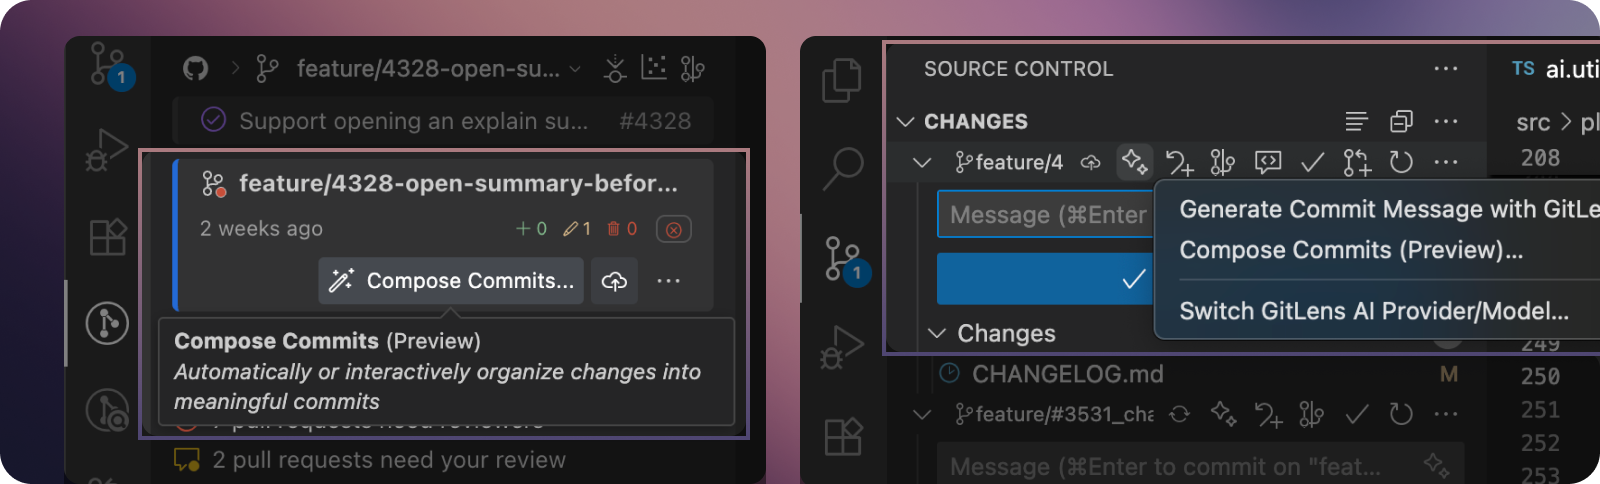 1
feature/4328-open-su...
Support opening an explain su... #4328
feature/4328-open-summary-befor...
2 weeks ago +0 1 0
Compose Commits...
Compose Commits (Preview)
Automatically or interactively organize changes into
meaningful commits
pull requests need reviewers
2 pull requests need your review
SOURCE CONTROL
CHANGES
feature/4
Message (⌘Enter
Generate Commit Message with GitLe
Compose Commits (Preview)...
Switch GitLens AI Provider/Model...
1
Changes
CHANGELOG.md M
feature/#3531_cha
Message (⌘Enter to commit on "feat...
TS ai.uti
src > pl
208
249
250
251
252
253